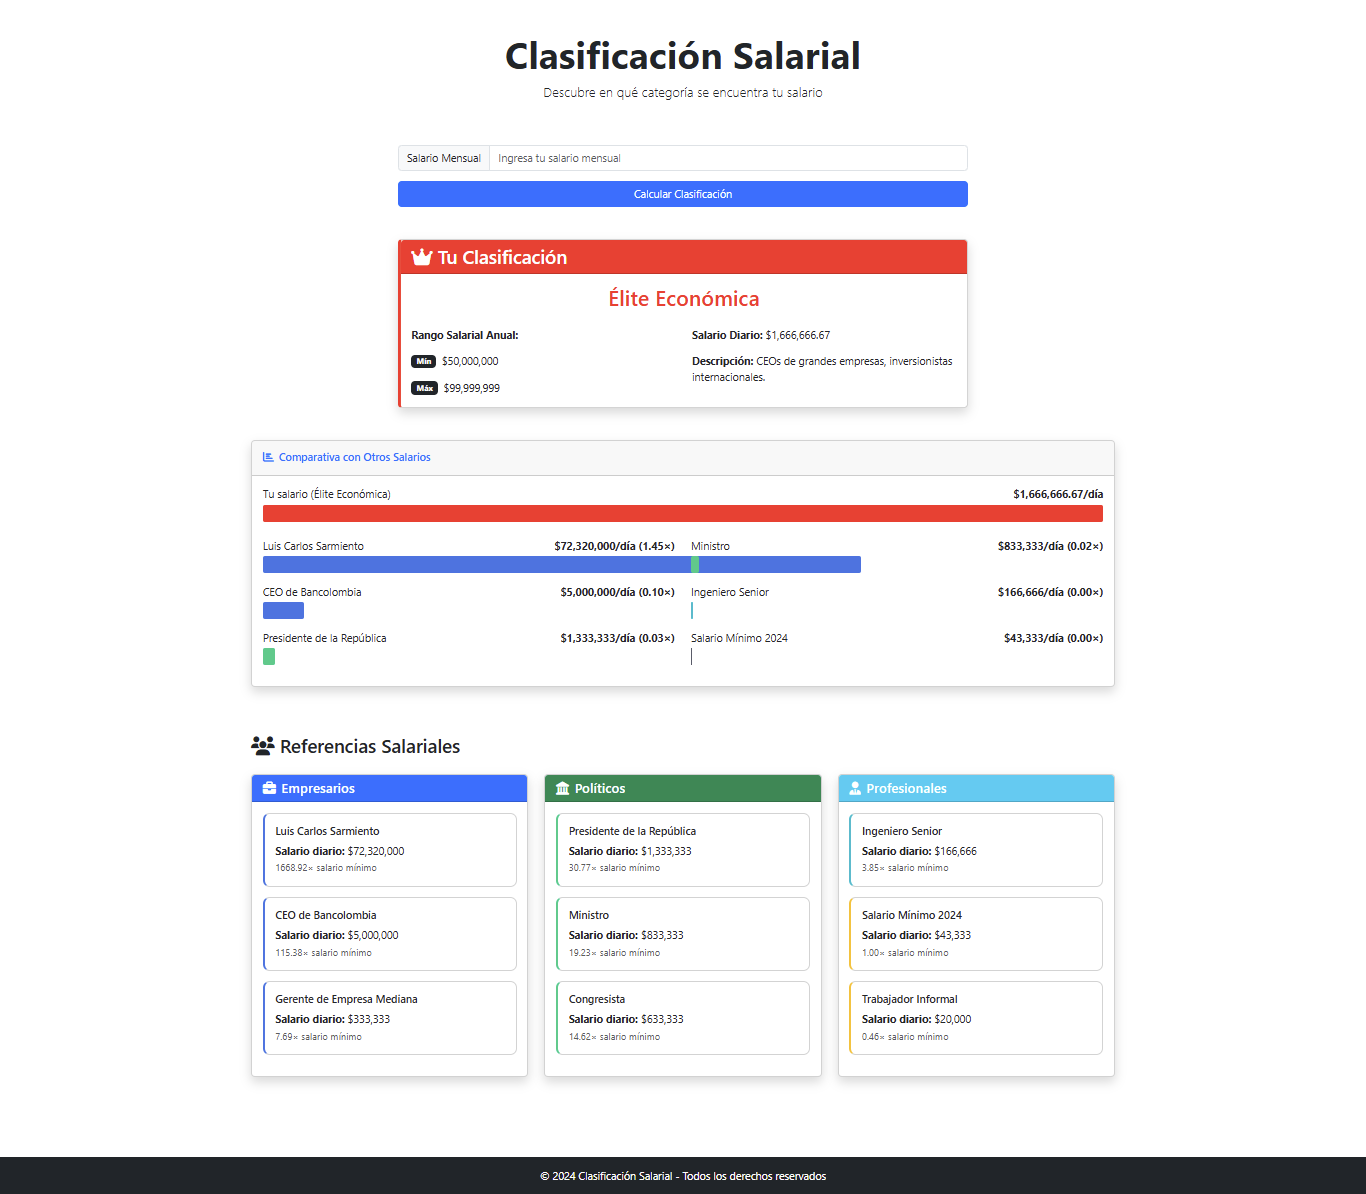 Clasificación Salarial
Descubre en qué categoría se encuentra tu salario
Salario Mensual
Ingresa tu salario mensual
Calcular Clasificación
Tu Clasificación
Élite Económica
Rango Salarial Anual:
Mín $50,000,000
Máx $99,999,999
Salario Diario: $1,666,666.67
Descripción: CEOs de grandes empresas, inversionistas
internacionales.
Comparativa con Otros Salarios
Tu salario (Élite Económica) $1,666,666.67/día
Luis Carlos Sarmiento $72,320,000/día (1.45×)
Ministro $833,333/día (0.02×)
CEO de Bancolombia $5,000,000/día (0.10×)
Ingeniero Senior $166,666/día (0.00×)
Presidente de la República $1,333,333/día (0.03×)
Salario Mínimo 2024 $43,333/día (0.00×)
Referencias Salariales
Empresarios
Luis Carlos Sarmiento
Salario diario: $72,320,000
1668.92× salario mínimo
CEO de Bancolombia
Salario diario: $5,000,000
115.38× salario mínimo
Gerente de Empresa Mediana
Salario diario: $333,333
7.69× salario mínimo
Políticos
Presidente de la República
Salario diario: $1,333,333
30.77× salario mínimo
Ministro
Salario diario: $833,333
19.23× salario mínimo
Congresista
Salario diario: $633,333
14.62× salario mínimo
Profesionales
Ingeniero Senior
Salario diario: $166,666
3.85× salario mínimo
Salario Mínimo 2024
Salario diario: $43,333
1.00× salario mínimo
Trabajador Informal
Salario diario: $20,000
0.46× salario mínimo
© 2024 Clasificación Salarial - Todos los derechos reservados